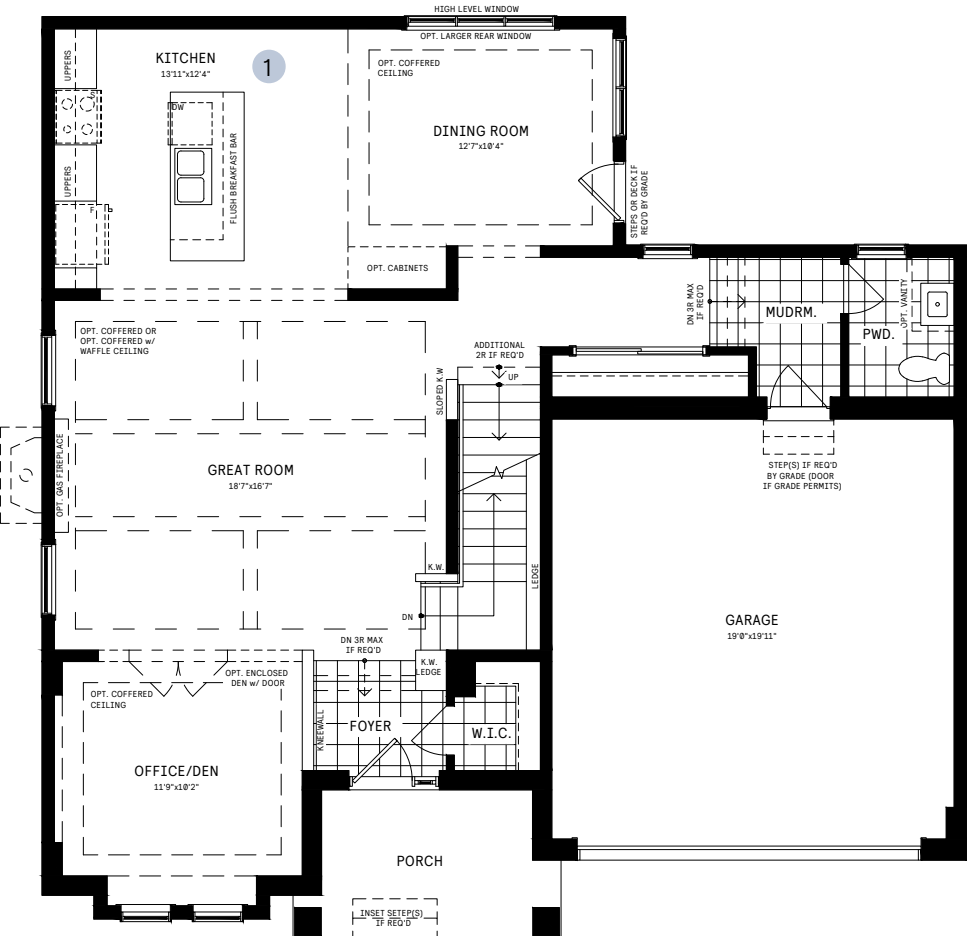 HIGH LEVEL WINDOW
OPT. LARGER REAR WINDOW
UPPERS
KITCHEN
13'11"x12'4"
1
OPT. COFFERED
CEILING
S
DW
DINING ROOM
12'7"x10'4"
FLUSH BREAKFAST BAR
UPPERS
F
STEPS OR DECK IF
REQ'D BY GRADE
OPT. CABINETS
DN 3R MAX
IF REQ'D
MUDRM.
OPT. VANITY
PWD.
OPT. COFFERED OR
OPT. COFFERED w/
WAFFLE CEILING
ADDITIONAL
2R IF REQ'D
UP
SLOPED K.W
OPT. GAS FIREPLACE
GREAT ROOM
18'7"x16'7"
STEP(S) IF REQ'D
BY GRADE (DOOR
IF GRADE PERMITS)
K.W.
LEDGE
DN
GARAGE
19'0"x19'11"
DN 3R MAX
IF REQ'D
K.W.
LEDGE
OPT. ENCLOSED
DEN w/ DOOR
OPT. COFFERED
CEILING
KNEEWALL
FOYER
W.I.C.
OFFICE/DEN
11'9"x10'2"
PORCH
INSET SETEP(S)
IF REQ'D